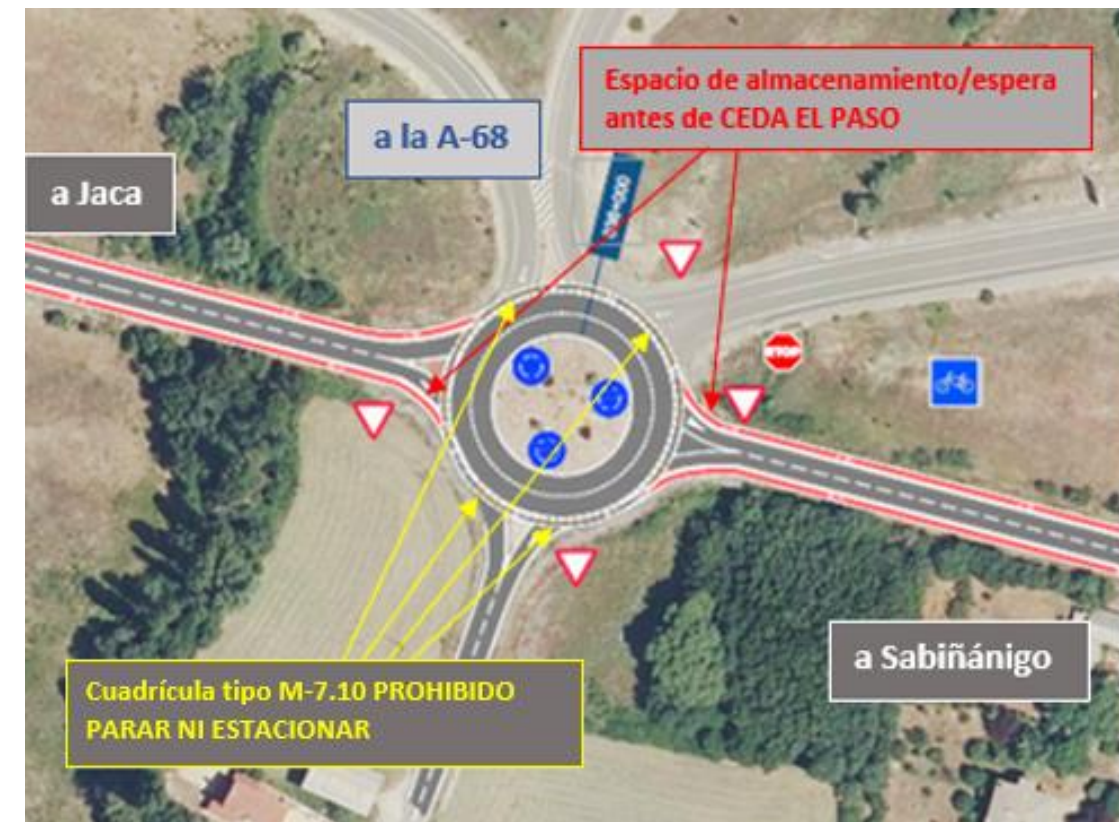 Espacio de almacenamiento/espera
antes de CEDA EL PASO
a la A-68
a Jaca
STOP
a Sabiñánigo
Cuadrícula tipo M-7.10 PROHIBIDO
PARAR NI ESTACIONAR